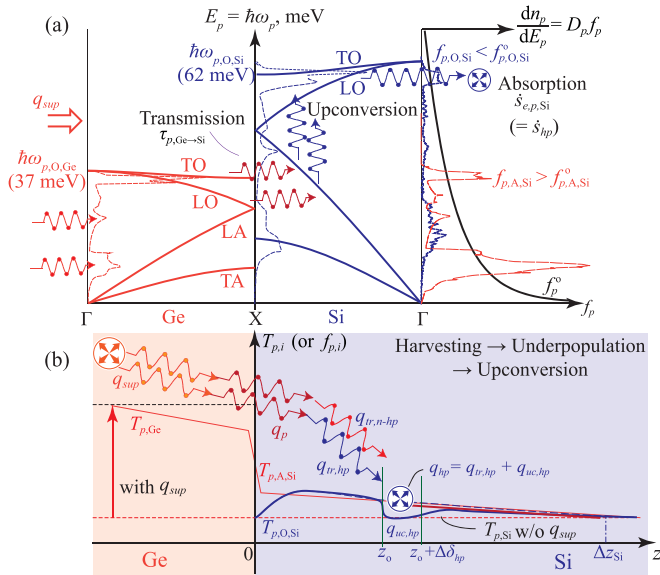 (a)
E_p = ħω_p, meV
dn_p/dE_p = D_p f_p
ħω_p,O,Si
(62 meV)
TO
LO
f_p,O,Si < f°_p,O,Si
Absorption
ṡ_e,p,Si
(= ṡ_hp)
q_sup
Transmission
τ_p,Ge→Si
Upconversion
ħω_p,O,Ge
(37 meV)
TO
LO
LA
TA
f_p,A,Si > f°_p,A,Si
f_p°
f_p
Γ
Ge
X
Si
Γ
(b)
T_p,i (or f_p,i)
Harvesting → Underpopulation
→ Upconversion
q_sup
q_p
q_tr,n-hp
T_p,Ge
q_tr,hp
q_hp = q_tr,hp + q_uc,hp
with q_sup
T_p,A,Si
T_p,O,Si
q_uc,hp
T_p,Si w/o q_sup
Ge
0
z_o
z_o + Δδ_hp
Si
Δz_Si
z